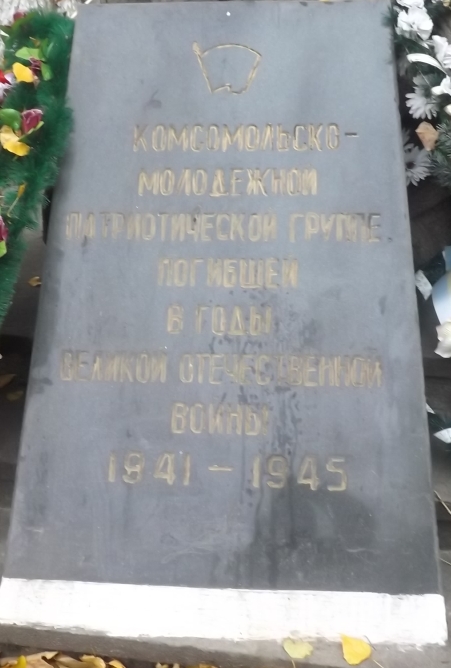 КОМСОМОЛЬСКО-
МОЛОДЕЖНОЙ
ПАТРИОТИЧЕСКОЙ ГРУППЕ
ПОГИБШЕЙ
В ГОДЫ
ВЕЛИКОЙ ОТЕЧЕСТВЕННОЙ
ВОЙНЫ
1941 - 1945